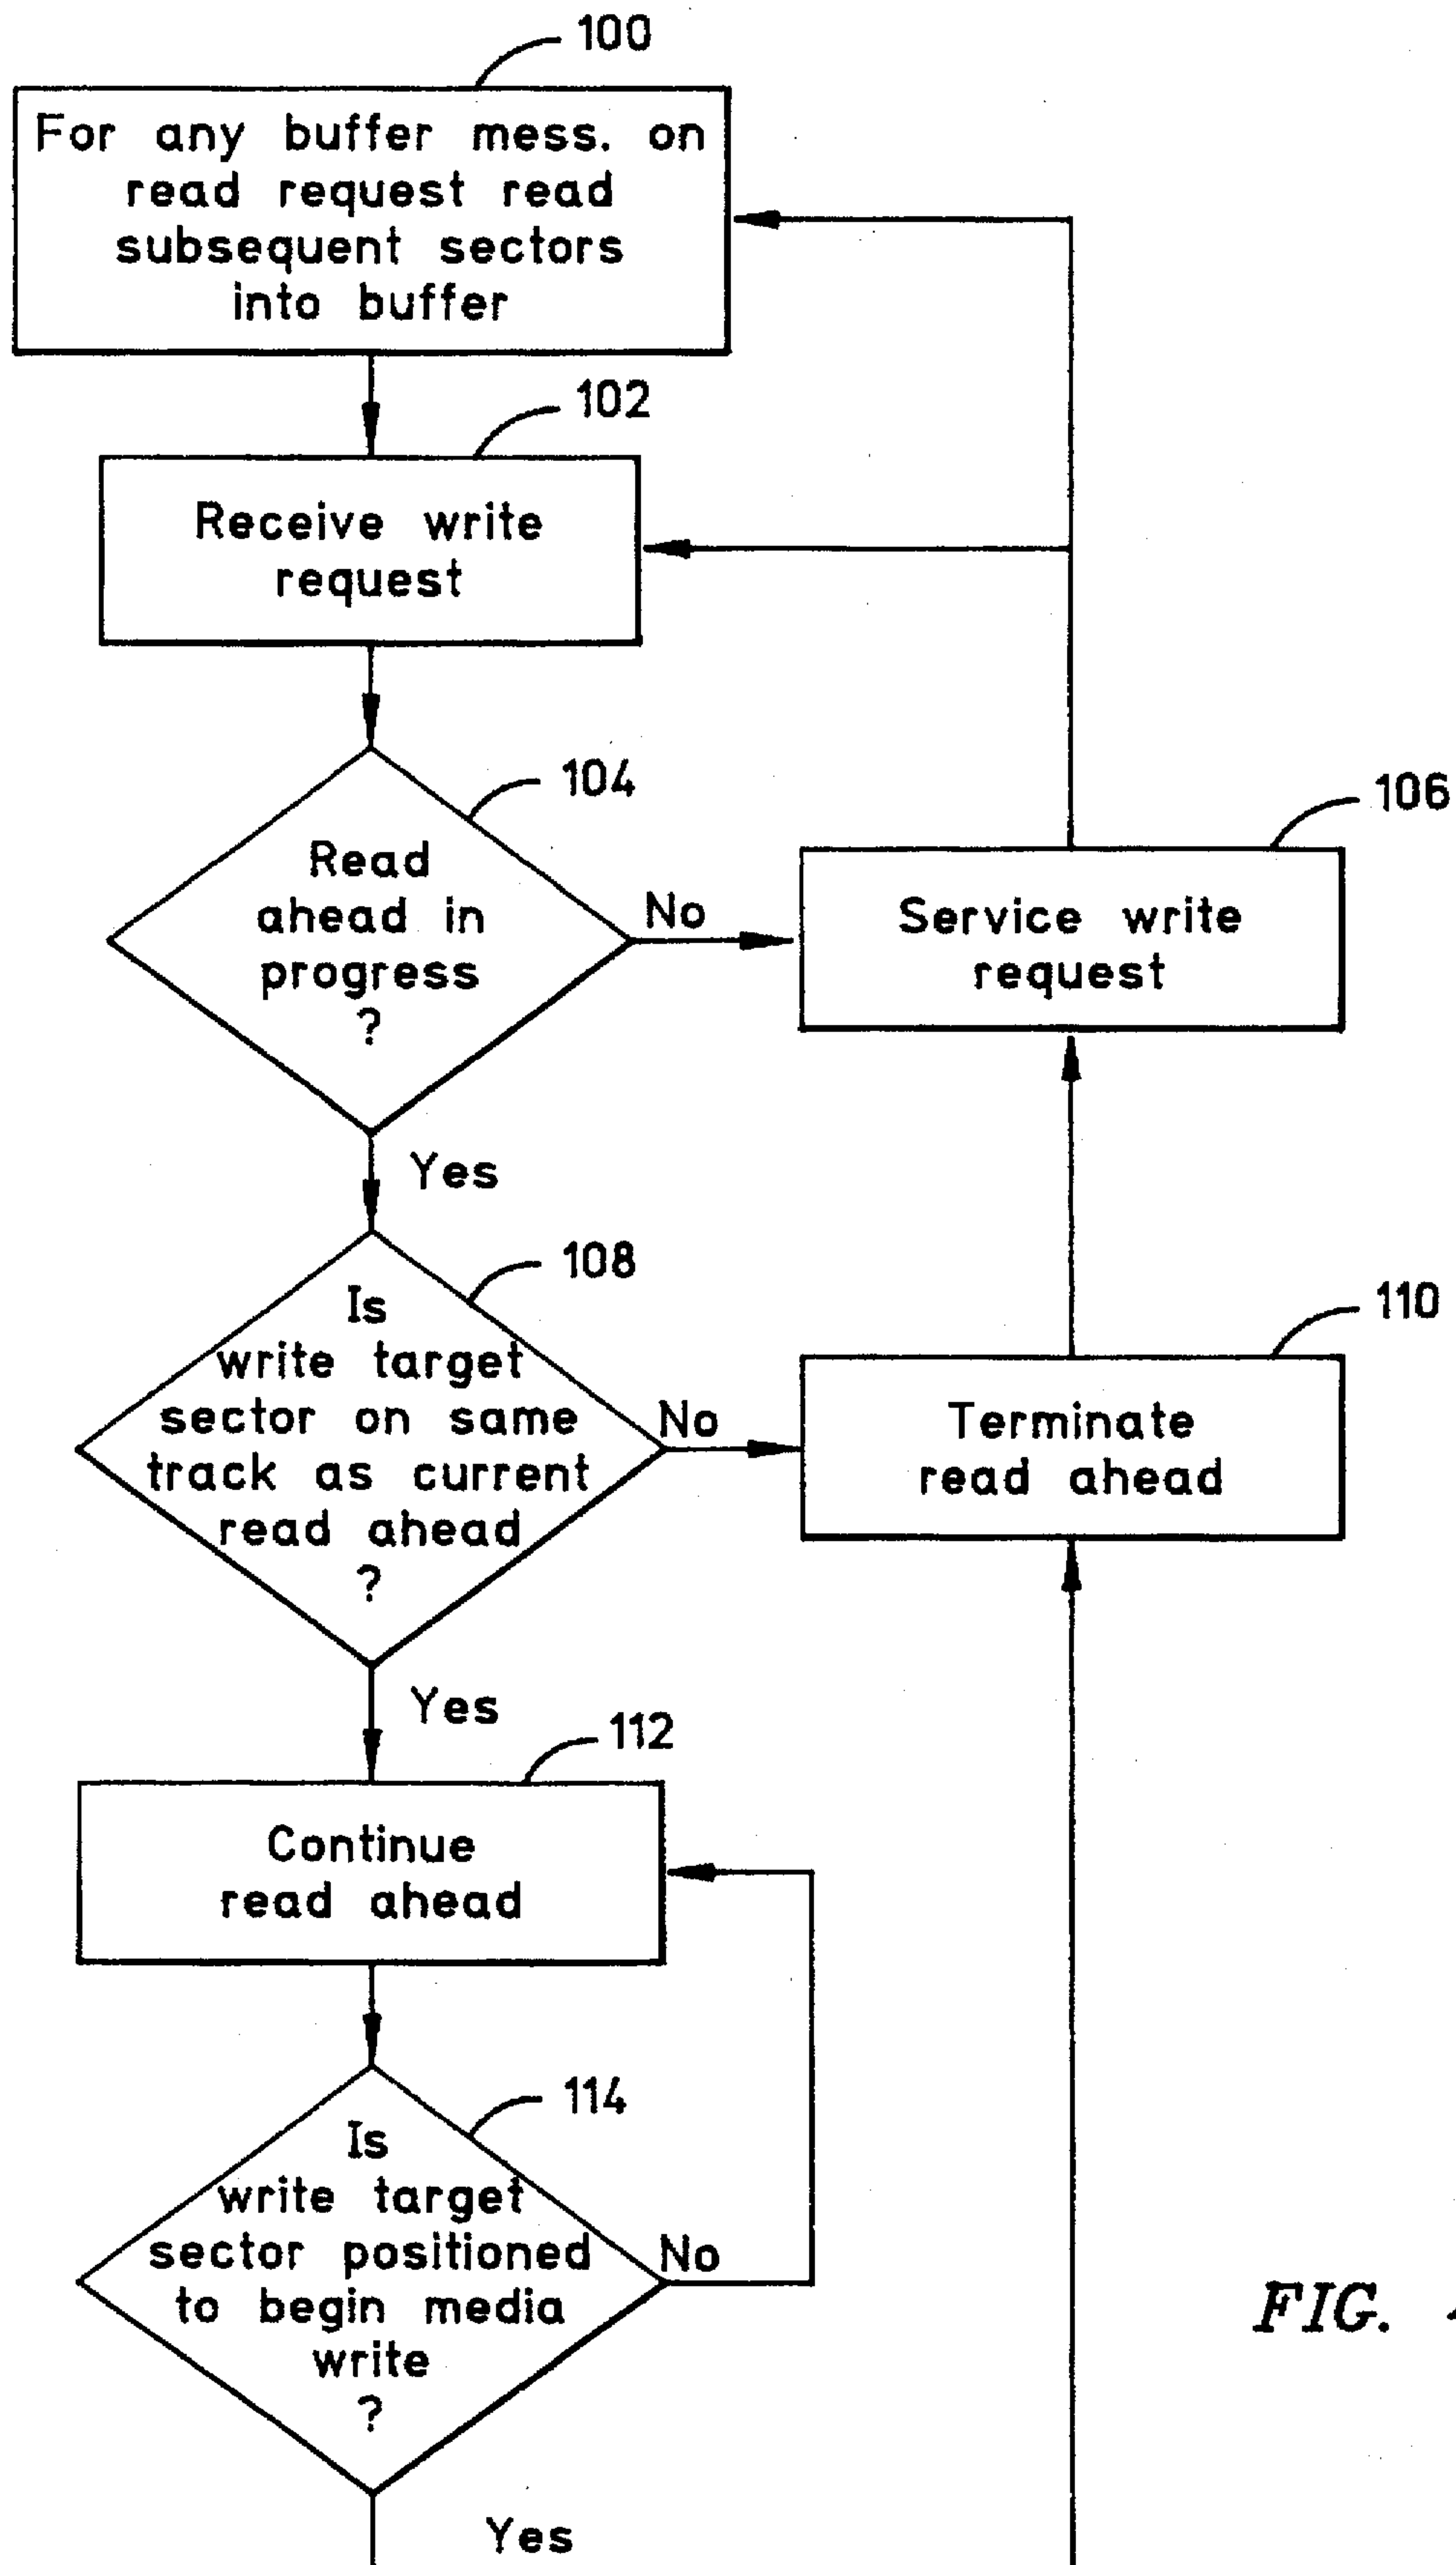 100
For any buffer mess. on
read request read
subsequent sectors
into buffer
102
Receive write
request
104
Read
ahead in
progress
?
No
106
Service write
request
Yes
108
Is
write target
sector on same
track as current
read ahead
?
No
110
Terminate
read ahead
Yes
112
Continue
read ahead
114
Is
write target
sector positioned
to begin media
write
?
No
Yes
FIG.